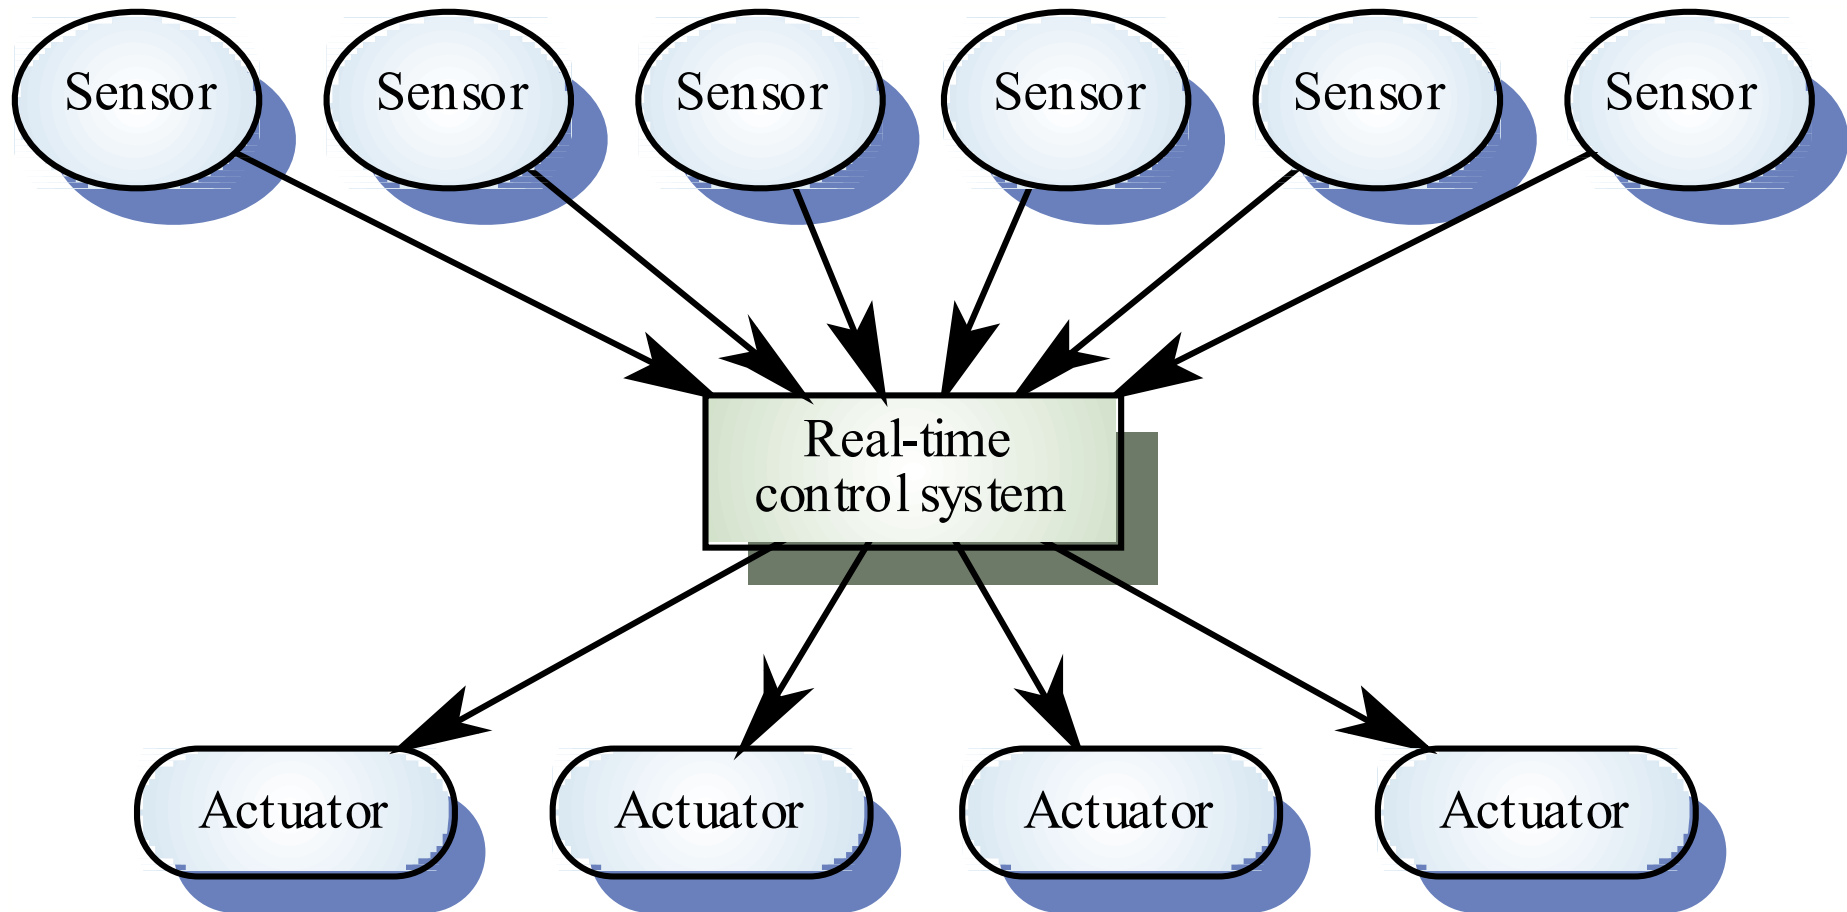 Sensor
Sensor
Sensor
Sensor
Sensor
Sensor
Real-time
control system
Actuator
Actuator
Actuator
Actuator